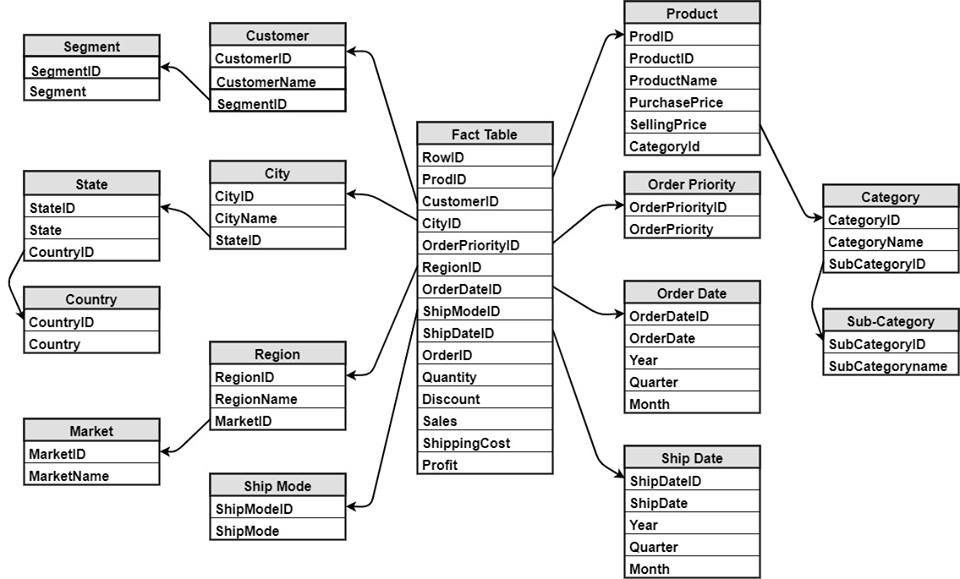 Segment
SegmentID
Segment
Customer
CustomerID
CustomerName
SegmentID
Product
ProdID
ProductID
ProductName
PurchasePrice
SellingPrice
CategoryId
Fact Table
RowID
ProdID
CustomerID
CityID
OrderPriorityID
RegionID
OrderDateID
ShipModeID
ShipDateID
OrderID
Quantity
Discount
Sales
ShippingCost
Profit
State
StateID
State
CountryID
City
CityID
CityName
StateID
Order Priority
OrderPriorityID
OrderPriority
Category
CategoryID
CategoryName
SubCategoryID
Country
CountryID
Country
Order Date
OrderDateID
OrderDate
Year
Quarter
Month
Sub-Category
SubCategoryID
SubCategoryname
Region
RegionID
RegionName
MarketID
Market
MarketID
MarketName
Ship Mode
ShipModeID
ShipMode
Ship Date
ShipDateID
ShipDate
Year
Quarter
Month